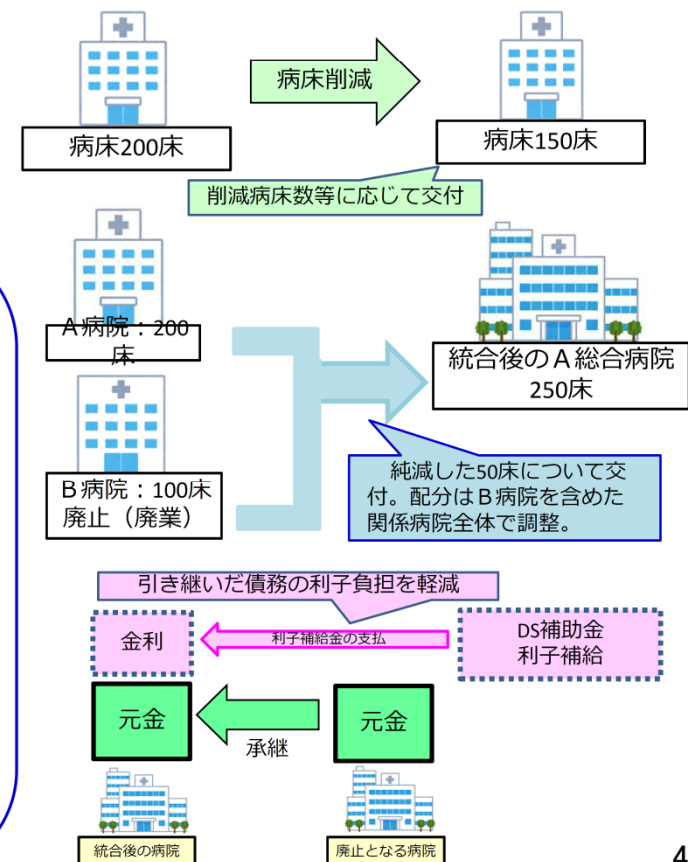 病床削減
病床200床
病床150床
削減病床数等に応じて交付
A病院：200
床
統合後のA総合病院
250床
B病院：100床
廃止（廃業）
純減した50床について交
付。配分はB病院を含めた
関係病院全体で調整。
引き継いだ債務の利子負担を軽減
金利
利子補給金の支払
DS補助金
利子補給
元金
元金
承継
統合後の病院
廃止となる病院
4